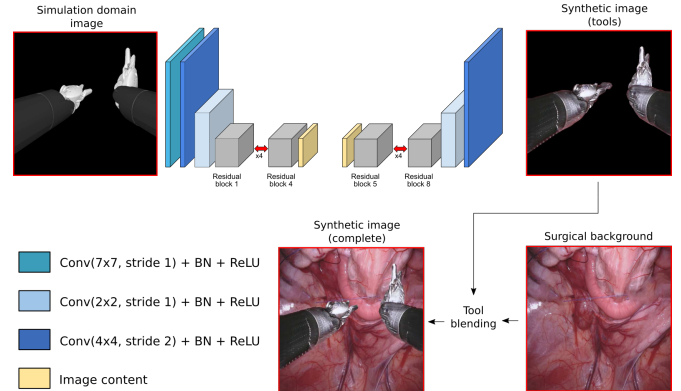 Simulation domain
image
Synthetic image
(tools)
Residual
block 1
x4
Residual
block 4
Residual
block 5
x4
Residual
block 8
Synthetic image
(complete)
Surgical background
Tool
blending
Conv(7x7, stride 1) + BN + ReLU
Conv(2x2, stride 1) + BN + ReLU
Conv(4x4, stride 2) + BN + ReLU
Image content